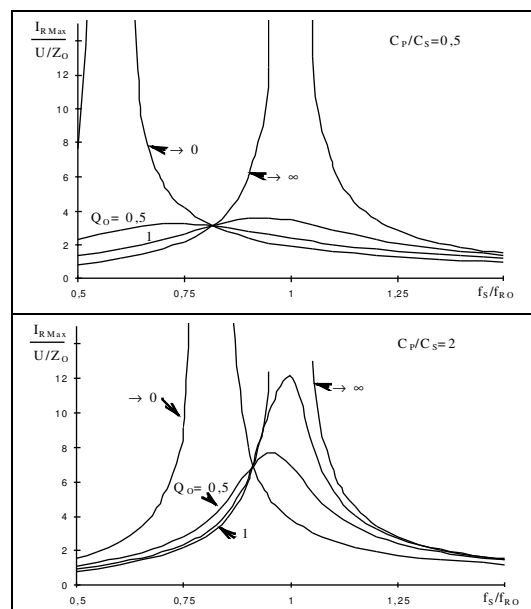 I_R Max
U/Z_O
C_P/C_S=0,5
14
12
10
8
→ 0
→ ∞
6
4
Q_O= 0,5
1
2
0
0,5 0,75 1 1,25 f_S/f_RO
I_R Max
U/Z_O
C_P/C_S=2
12
→ 0
→ ∞
10
8
Q_O = 0,5
6
4
1
2
0
0,5 0,75 1 1,25 f_S/f_RO